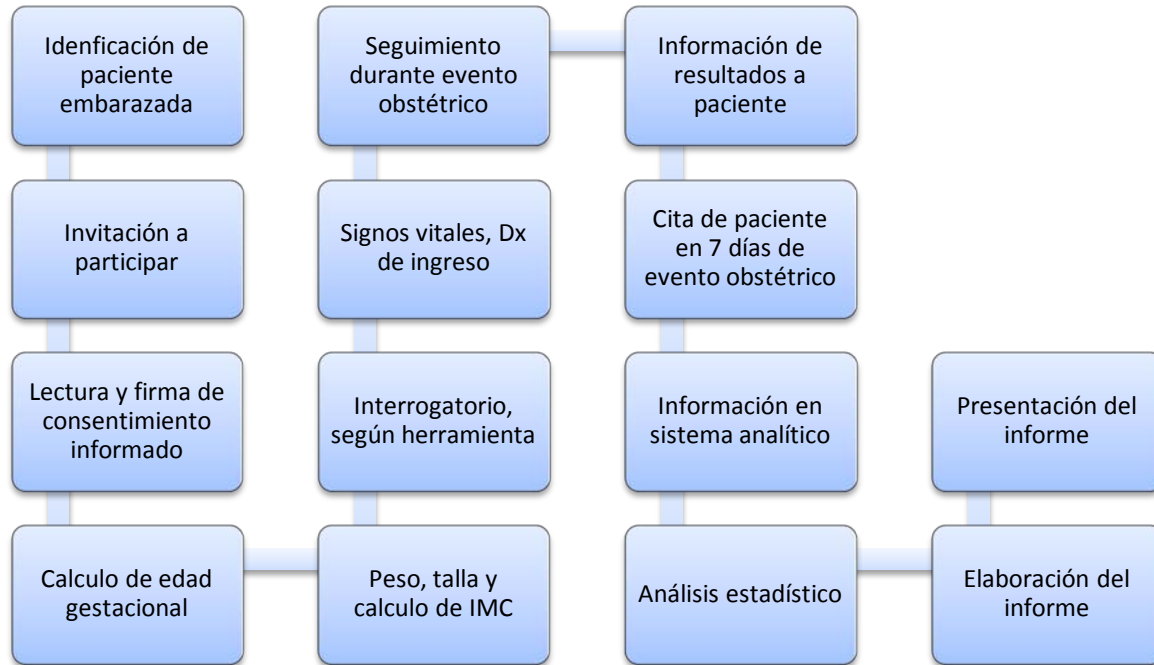 Idenficación de
paciente
embarazada
Invitación a
participar
Lectura y firma de
consentimiento
informado
Calculo de edad
gestacional
Peso, talla y
calculo de IMC
Interrogatorio,
según herramienta
Signos vitales, Dx
de ingreso
Seguimiento
durante evento
obstétrico
Información de
resultados a
paciente
Cita de paciente
en 7 días de
evento obstétrico
Información en
sistema analítico
Análisis estadístico
Elaboración del
informe
Presentación del
informe